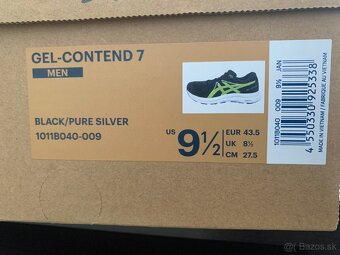 GEL-CONTEND 7
MEN
BLACK/PURE SILVER
1011B040-009
US 9½
EUR 43.5
UK 8½
CM 27.5
1011B040 009 9½ JAN
4 550330 925338
MADE IN VIETNAM / FABRIQUE AU VIETNAM
bazos.sk